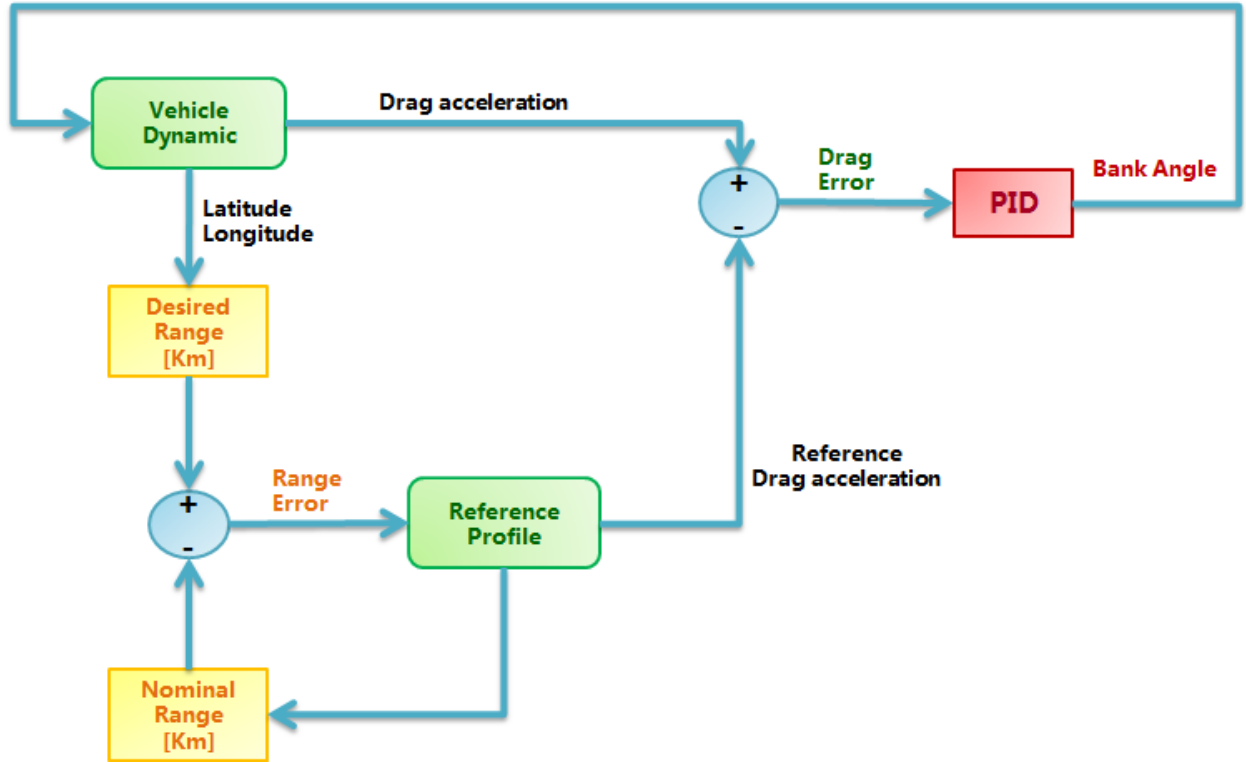 Vehicle
Dynamic
Drag acceleration
Drag
Error
PID
Bank Angle
+
-
Latitude
Longitude
Desired
Range
[Km]
+
-
Range
Error
Reference
Profile
Reference
Drag acceleration
Nominal
Range
[Km]